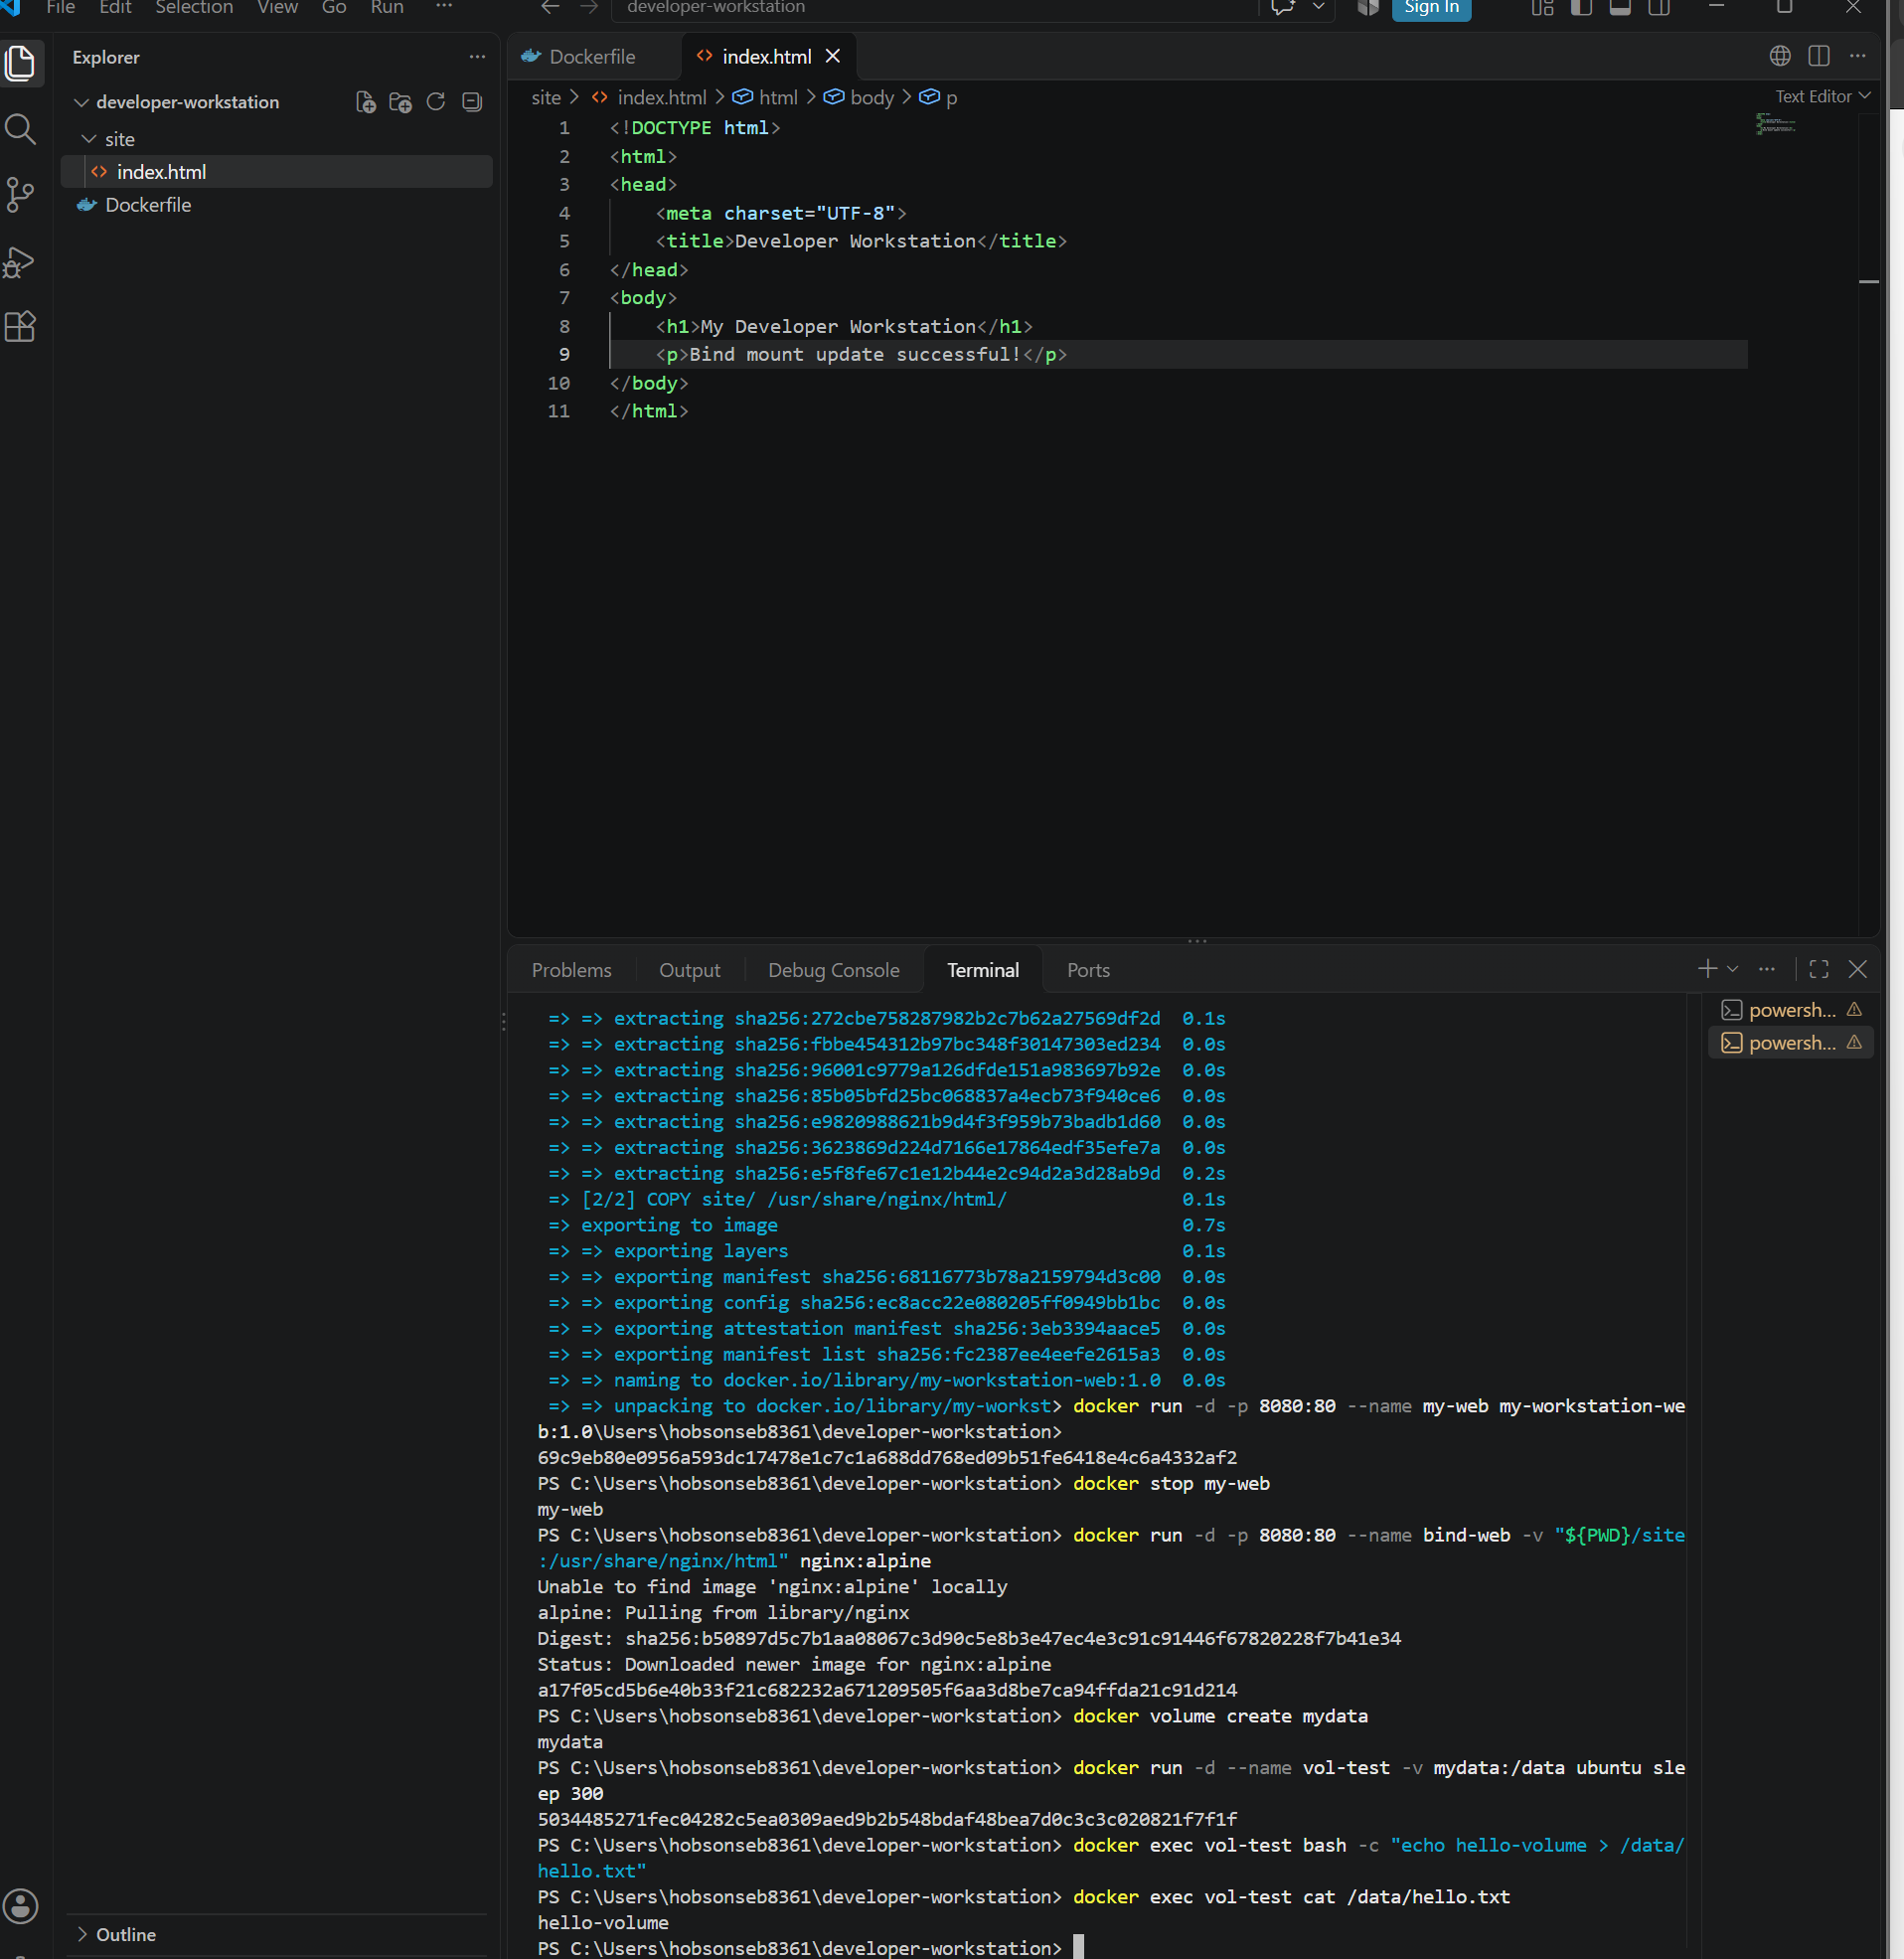 File Edit Selection View Go Run ··· developer-workstation Sign In
Explorer
developer-workstation
site
index.html
Dockerfile
Outline
Dockerfile index.html
site > index.html > html > body > p Text Editor
1 <!DOCTYPE html>
2 <html>
3 <head>
4 <meta charset="UTF-8">
5 <title>Developer Workstation</title>
6 </head>
7 <body>
8 <h1>My Developer Workstation</h1>
9 <p>Bind mount update successful!</p>
10 </body>
11 </html>
Problems Output Debug Console Terminal Ports
powersh...
powersh...
=> => extracting sha256:272cbe758287982b2c7b62a27569df2d 0.1s
=> => extracting sha256:fbbe454312b97bc348f30147303ed234 0.0s
=> => extracting sha256:96001c9779a126dfde151a983697b92e 0.0s
=> => extracting sha256:85b05bfd25bc068837a4ecb73f940ce6 0.0s
=> => extracting sha256:e9820988621b9d4f3f959b73badb1d60 0.0s
=> => extracting sha256:3623869d224d7166e17864edf35efe7a 0.0s
=> => extracting sha256:e5f8fe67c1e12b44e2c94d2a3d28ab9d 0.2s
=> [2/2] COPY site/ /usr/share/nginx/html/ 0.1s
=> exporting to image 0.7s
=> => exporting layers 0.1s
=> => exporting manifest sha256:68116773b78a2159794d3c00 0.0s
=> => exporting config sha256:ec8acc22e080205ff0949bb1bc 0.0s
=> => exporting attestation manifest sha256:3eb3394aace5 0.0s
=> => exporting manifest list sha256:fc2387ee4eefe2615a3 0.0s
=> => naming to docker.io/library/my-workstation-web:1.0 0.0s
=> => unpacking to docker.io/library/my-workst> docker run -d -p 8080:80 --name my-web my-workstation-we
b:1.0\Users\hobsonseb8361\developer-workstation>
69c9eb80e0956a593dc17478e1c7c1a688dd768ed09b51fe6418e4c6a4332af2
PS C:\Users\hobsonseb8361\developer-workstation> docker stop my-web
my-web
PS C:\Users\hobsonseb8361\developer-workstation> docker run -d -p 8080:80 --name bind-web -v "${PWD}/site
:/usr/share/nginx/html" nginx:alpine
Unable to find image 'nginx:alpine' locally
alpine: Pulling from library/nginx
Digest: sha256:b50897d5c7b1aa08067c3d90c5e8b3e47ec4e3c91c91446f67820228f7b41e34
Status: Downloaded newer image for nginx:alpine
a17f05cd5b6e40b33f21c682232a671209505f6aa3d8be7ca94ffda21c91d214
PS C:\Users\hobsonseb8361\developer-workstation> docker volume create mydata
mydata
PS C:\Users\hobsonseb8361\developer-workstation> docker run -d --name vol-test -v mydata:/data ubuntu sle
ep 300
5034485271fec04282c5ea0309aed9b2b548bdaf48bea7d0c3c3c020821f7f1f
PS C:\Users\hobsonseb8361\developer-workstation> docker exec vol-test bash -c "echo hello-volume > /data/
hello.txt"
PS C:\Users\hobsonseb8361\developer-workstation> docker exec vol-test cat /data/hello.txt
hello-volume
PS C:\Users\hobsonseb8361\developer-workstation>